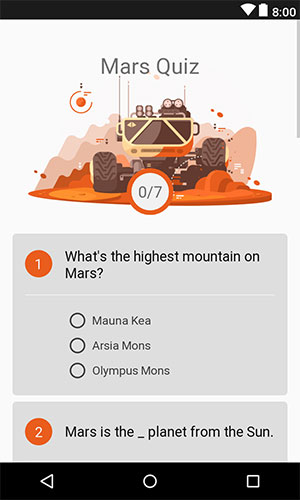 8:00
Mars Quiz
0/7
1
What's the highest mountain on
Mars?
Mauna Kea
Arsia Mons
Olympus Mons
2
Mars is the _ planet from the Sun.